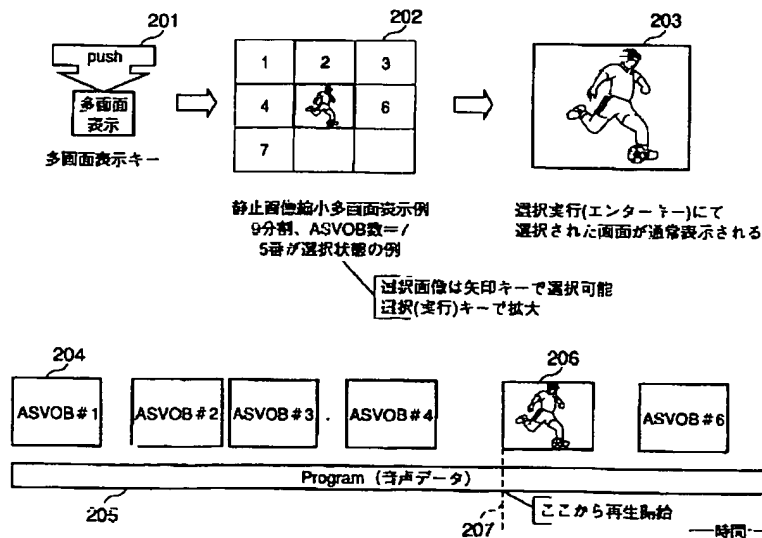 201
push
多画面
表示
多画面表示キー
202
1 2 3
4 6
7
静止画像縮小多画面表示例
9分割、ASVOB数=7
5番が選択状態の例
選択画像は矢印キーで選択可能
選択(実行)キーで拡大
203
選択実行(エンターキー)にて
選択された画面が通常表示される
204
ASVOB#1
ASVOB#2
ASVOB#3
ASVOB#4
206
ASVOB#6
Program (音声データ)
205
207
ここから再生開始
時間